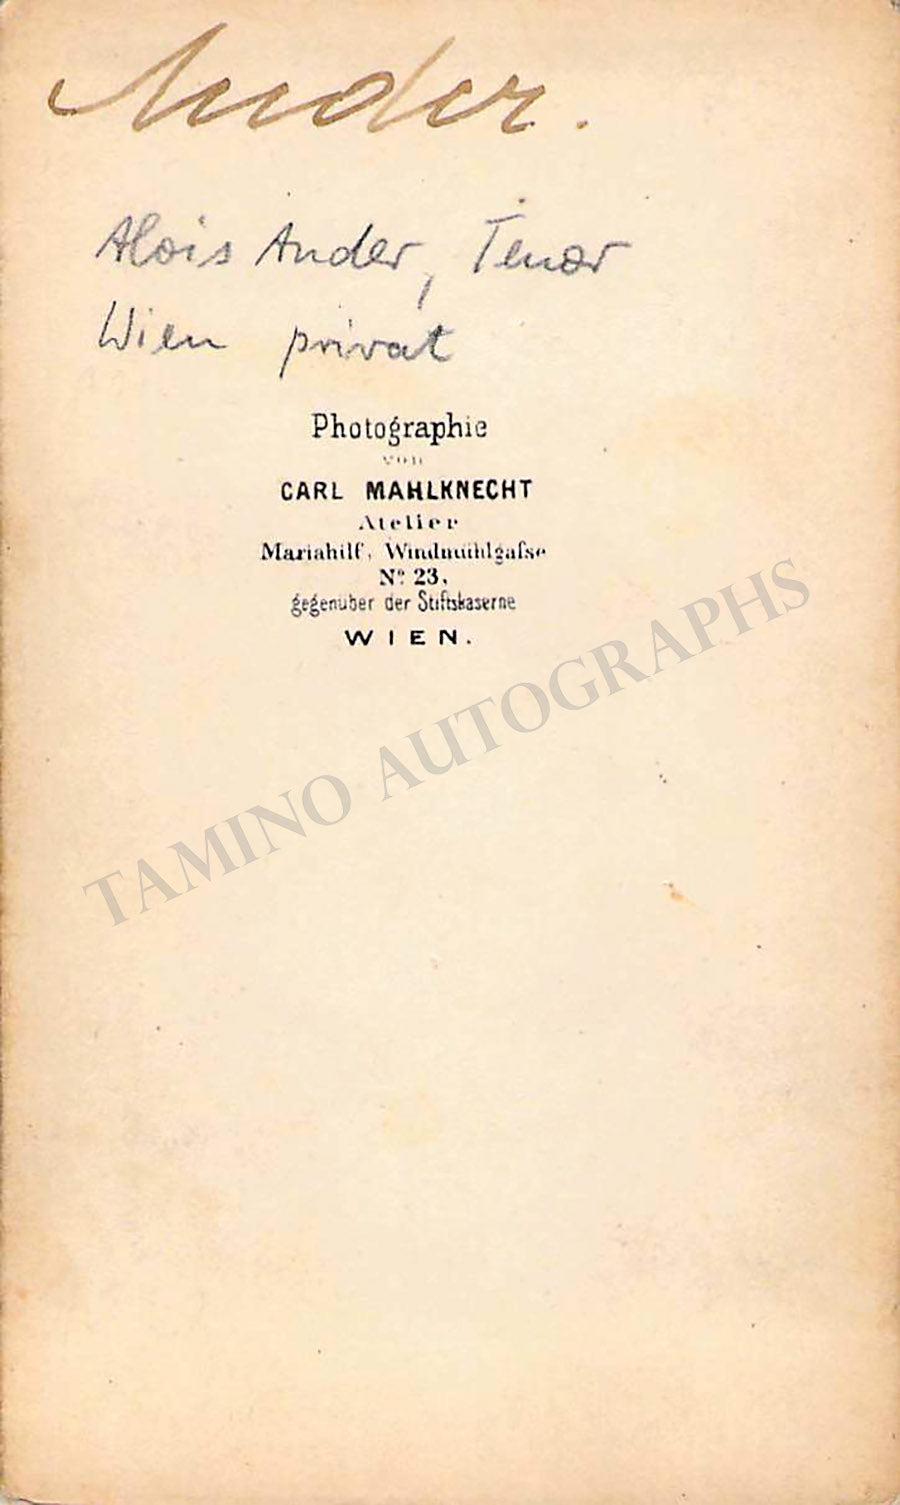 Ander.
Alois Ander, Tenor
Wien privat
Photographie
von
CARL MAHLKNECHT
Atelier
Mariahilf, Windmühlgaſse
Nº 23,
gegenüber der Stiftskaserne
WIEN.
TAMINO AUTOGRAPHS